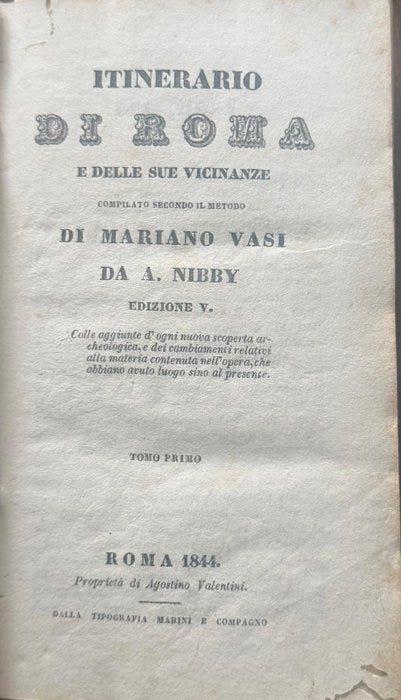 ITINERARIO
DI ROMA
E DELLE SUE VICINANZE
COMPILATO SECONDO IL METODO
DI MARIANO VASI
DA A. NIBBY
EDIZIONE V.
Colle aggiunte d'ogni nuova scoperta ar-
cheologica, e dei cambiamenti relativi
alla materia contenuta nell'opera, che
abbiano avuto luogo sino al presente.
TOMO PRIMO
ROMA 1844.
Proprietà di Agostino Valentini.
DALLA TIPOGRAFIA MARINI E COMPAGNO